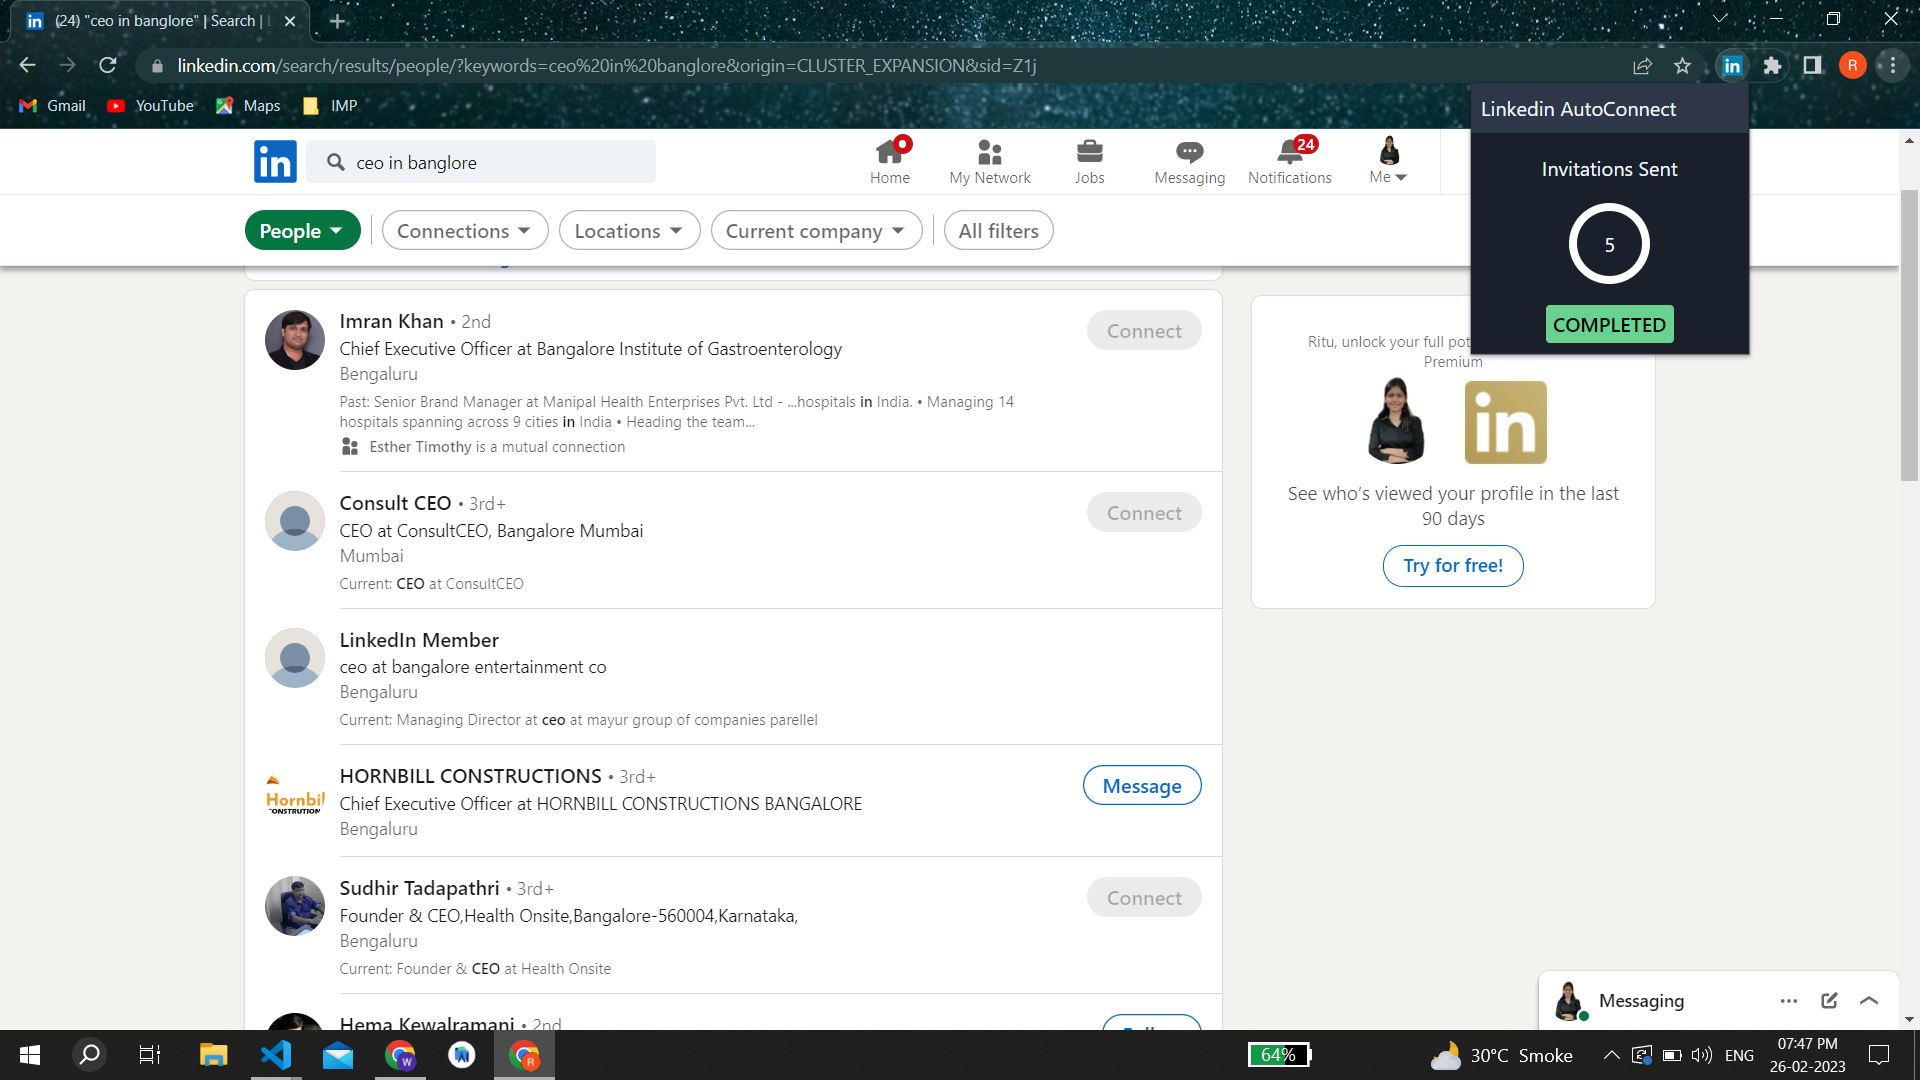 (24) "ceo in banglore" | Search |
linkedin.com/search/results/people/?keywords=ceo%20in%20banglore&origin=CLUSTER_EXPANSION&sid=Z1j
R
Gmail
YouTube
Maps
IMP
Linkedin AutoConnect
Invitations Sent
5
COMPLETED
in
ceo in banglore
Home
My Network
Jobs
Messaging
24
Notifications
Me
People
Connections
Locations
Current company
All filters
Imran Khan • 2nd
Connect
Chief Executive Officer at Bangalore Institute of Gastroenterology
Bengaluru
Past: Senior Brand Manager at Manipal Health Enterprises Pvt. Ltd - ...hospitals in India. • Managing 14
hospitals spanning across 9 cities in India • Heading the team...
Esther Timothy is a mutual connection
Consult CEO • 3rd+
Connect
CEO at ConsultCEO, Bangalore Mumbai
Mumbai
Current: CEO at ConsultCEO
LinkedIn Member
ceo at bangalore entertainment co
Bengaluru
Current: Managing Director at ceo at mayur group of companies parellel
HORNBILL CONSTRUCTIONS • 3rd+
Message
Chief Executive Officer at HORNBILL CONSTRUCTIONS BANGALORE
Bengaluru
Sudhir Tadapathri • 3rd+
Connect
Founder & CEO,Health Onsite,Bangalore-560004,Karnataka,
Bengaluru
Current: Founder & CEO at Health Onsite
Hema Kewalramani • 2nd
Ritu, unlock your full
Premium
in
See who's viewed your profile in the last
90 days
Try for free!
Messaging
64%
30°C Smoke
ENG
07:47 PM
26-02-2023